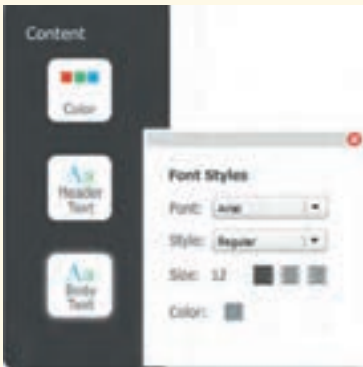 Content
Color
Aa
Header
Text
Aa
Body
Text
Font Styles
Font: Arial
Style: Regular
Size: 12
Color: